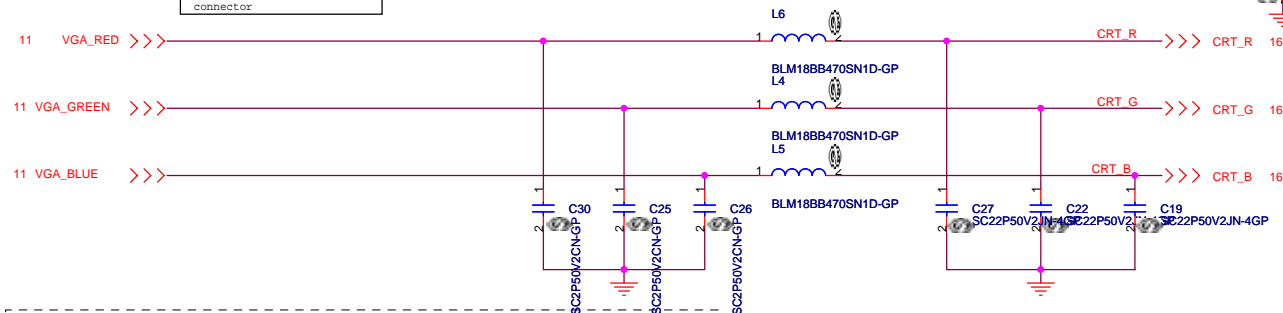 connector
L6
11 VGA_RED
1 2
CRT_R
CRT_R 16
BLM18BB470SN1D-GP
L4
11 VGA_GREEN
1 2
CRT_G
CRT_G 16
BLM18BB470SN1D-GP
L5
11 VGA_BLUE
1 2
CRT_B
CRT_B 16
BLM18BB470SN1D-GP
1 1 1 1 1 1
C30 C25 C26 C27 C22 C19
2 2 2 2 2 2
SC2P50V2CN-GP
SC2P50V2CN-GP
SC2P50V2CN-GP
SC22P50V2JN-4GP
SC22P50V2JN-4GP
SC22P50V2JN-4GP